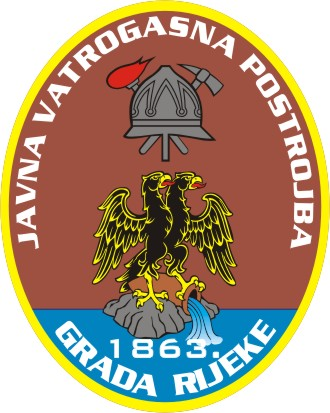 JAVNA VATROGASNA POSTROJBA
1863.
GRADA RIJEKE